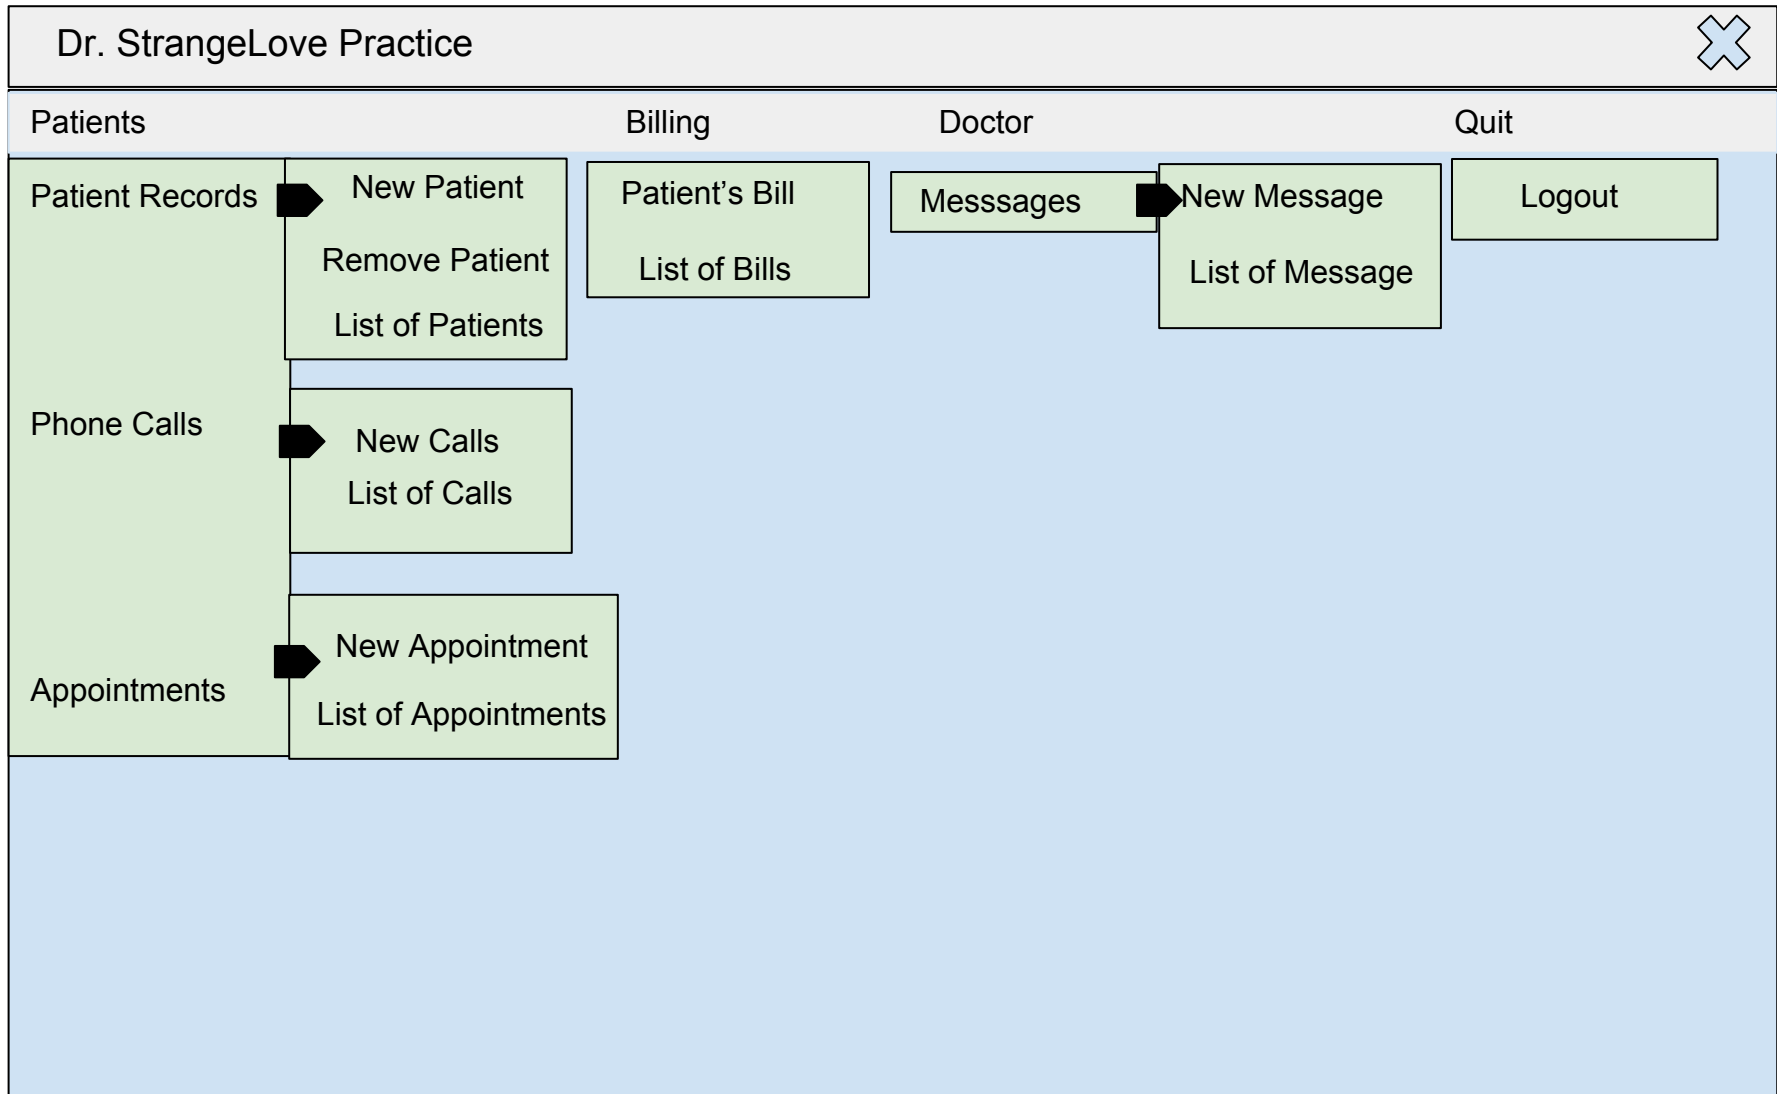 Dr. StrangeLove Practice
Patients
Billing
Doctor
Quit
Patient Records
New Patient
Remove Patient
List of Patients
Phone Calls
New Calls
List of Calls
Appointments
New Appointment
List of Appointments
Patient’s Bill
List of Bills
Messsages
New Message
List of Message
Logout